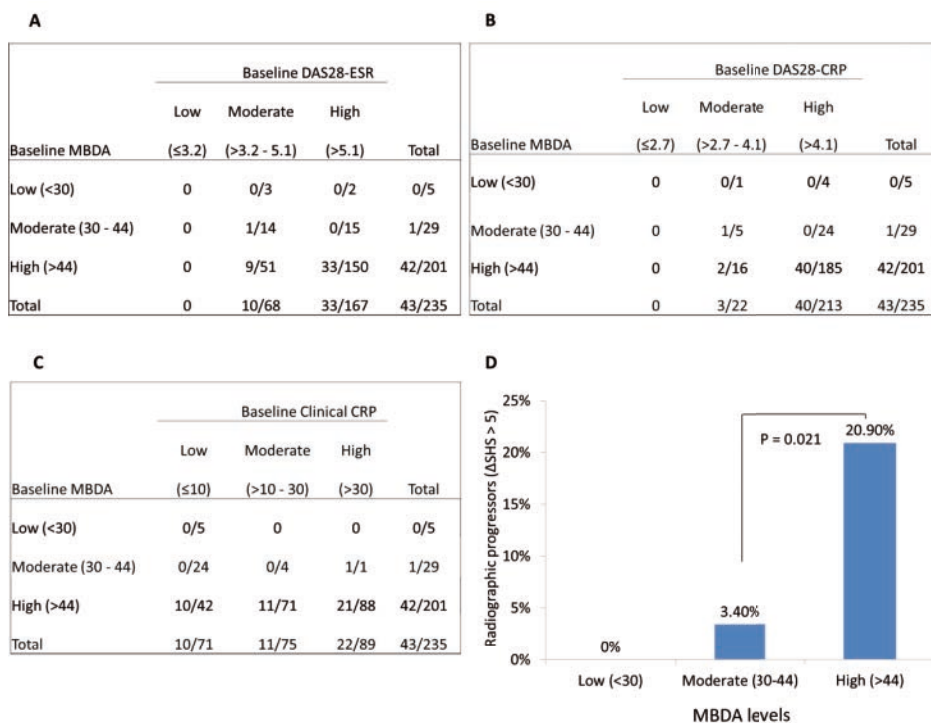 A
Baseline DAS28-ESR
Low Moderate High
Baseline MBDA (≤3.2) (>3.2 - 5.1) (>5.1) Total
Low (<30) 0 0/3 0/2 0/5
Moderate (30 - 44) 0 1/14 0/15 1/29
High (>44) 0 9/51 33/150 42/201
Total 0 10/68 33/167 43/235
B
Baseline DAS28-CRP
Low Moderate High
Baseline MBDA (≤2.7) (>2.7 - 4.1) (>4.1) Total
Low (<30) 0 0/1 0/4 0/5
Moderate (30 - 44) 0 1/5 0/24 1/29
High (>44) 0 2/16 40/185 42/201
Total 0 3/22 40/213 43/235
C
Baseline Clinical CRP
Low Moderate High
Baseline MBDA (≤10) (>10 - 30) (>30) Total
Low (<30) 0/5 0 0 0/5
Moderate (30 - 44) 0/24 0/4 1/1 1/29
High (>44) 10/42 11/71 21/88 42/201
Total 10/71 11/75 22/89 43/235
D
Radiographic progressors (ΔSHS > 5)
25%
20%
15%
10%
5%
0%
P = 0.021
20.90%
3.40%
0%
Low (<30) Moderate (30-44) High (>44)
MBDA levels